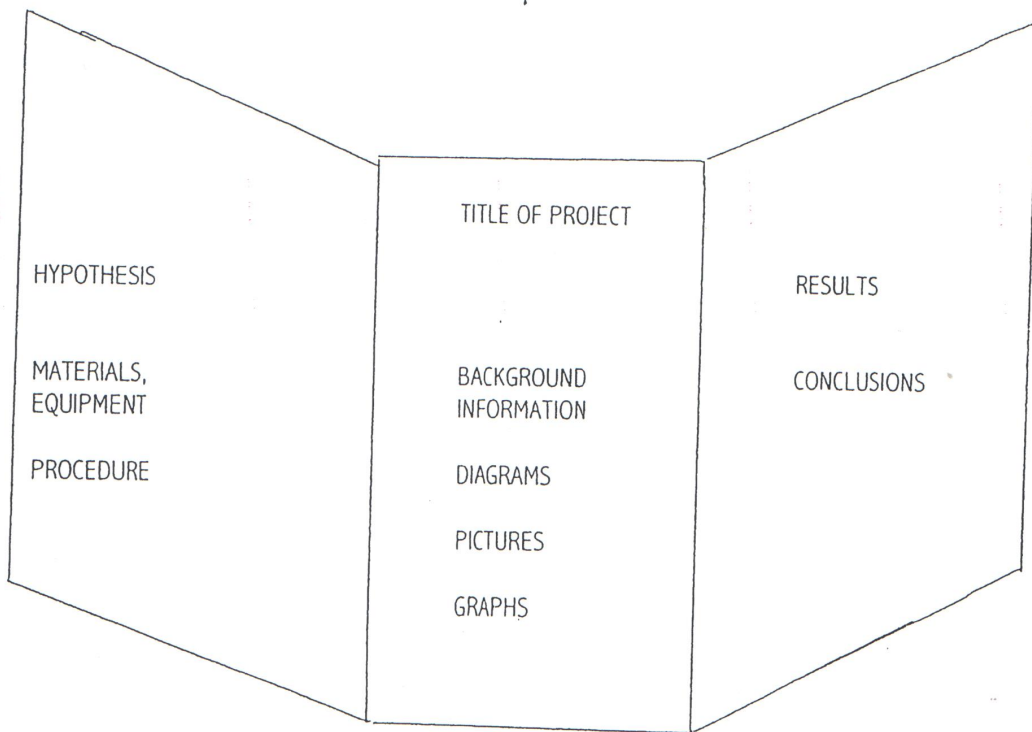 HYPOTHESIS
MATERIALS,
EQUIPMENT
PROCEDURE
TITLE OF PROJECT
BACKGROUND
INFORMATION
DIAGRAMS
PICTURES
GRAPHS
RESULTS
CONCLUSIONS